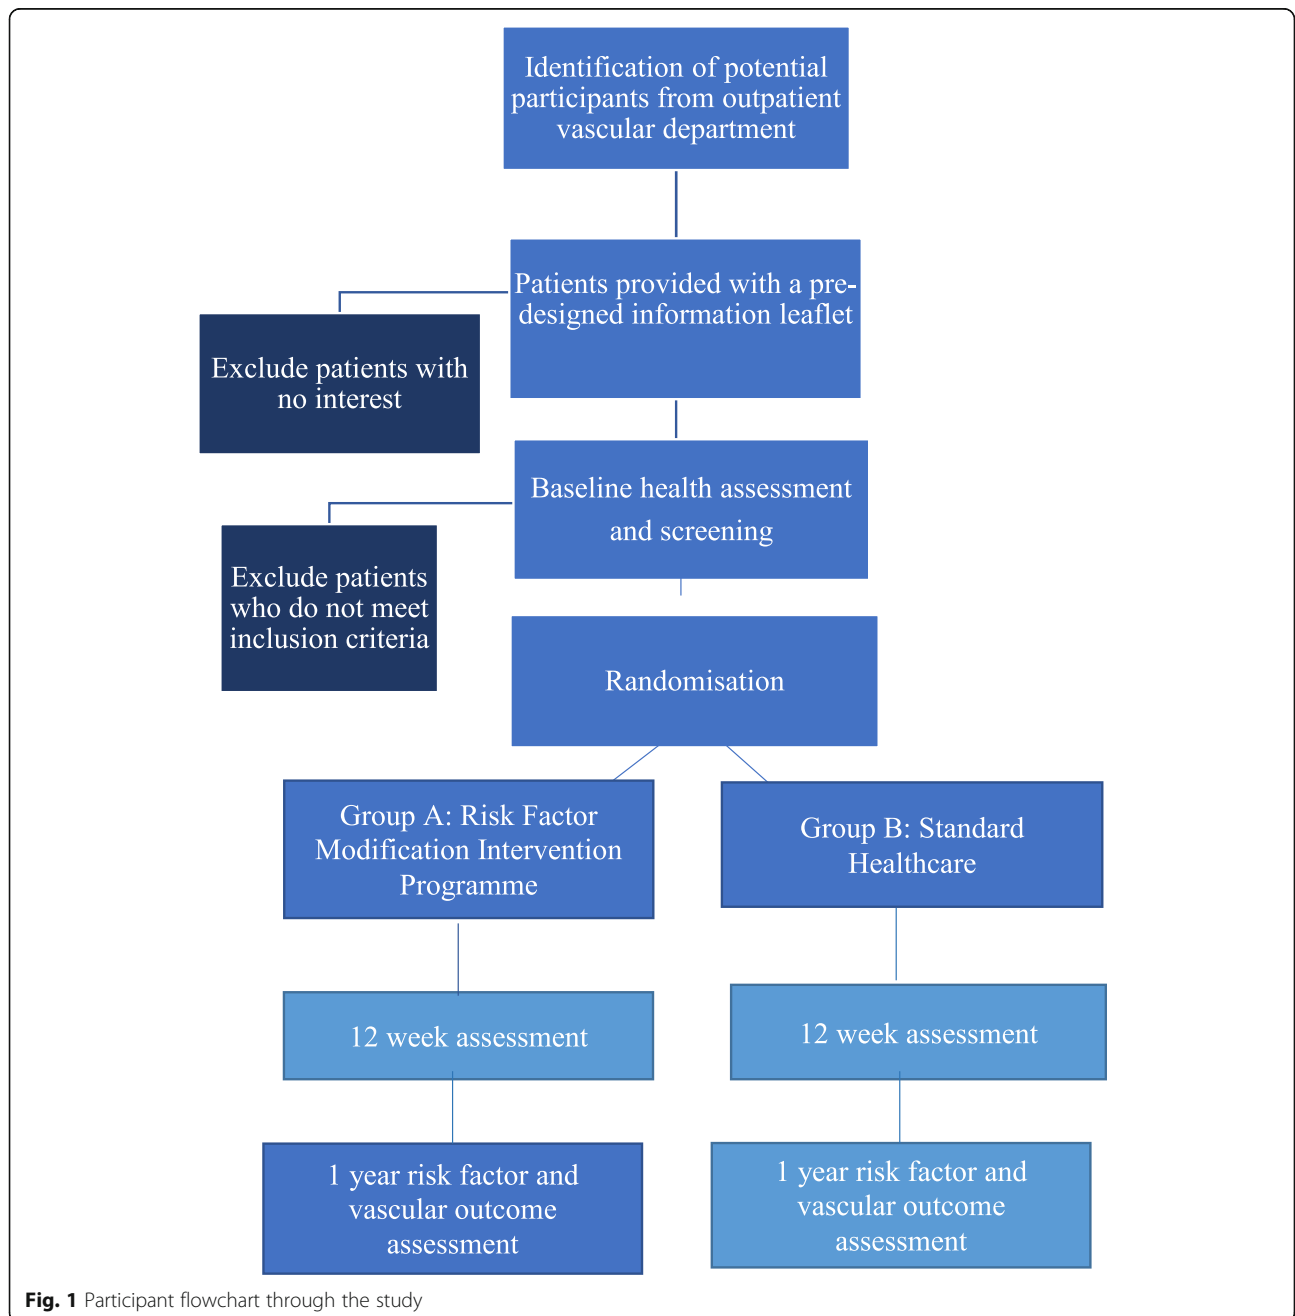 Identification of potential
participants from outpatient
vascular department
Patients provided with a pre-
designed information leaflet
Exclude patients with
no interest
Baseline health assessment
and screening
Exclude patients
who do not meet
inclusion criteria
Randomisation
Group A: Risk Factor
Modification Intervention
Programme
Group B: Standard
Healthcare
12 week assessment
12 week assessment
1 year risk factor and
vascular outcome
assessment
1 year risk factor and
vascular outcome
assessment
Fig. 1 Participant flowchart through the study